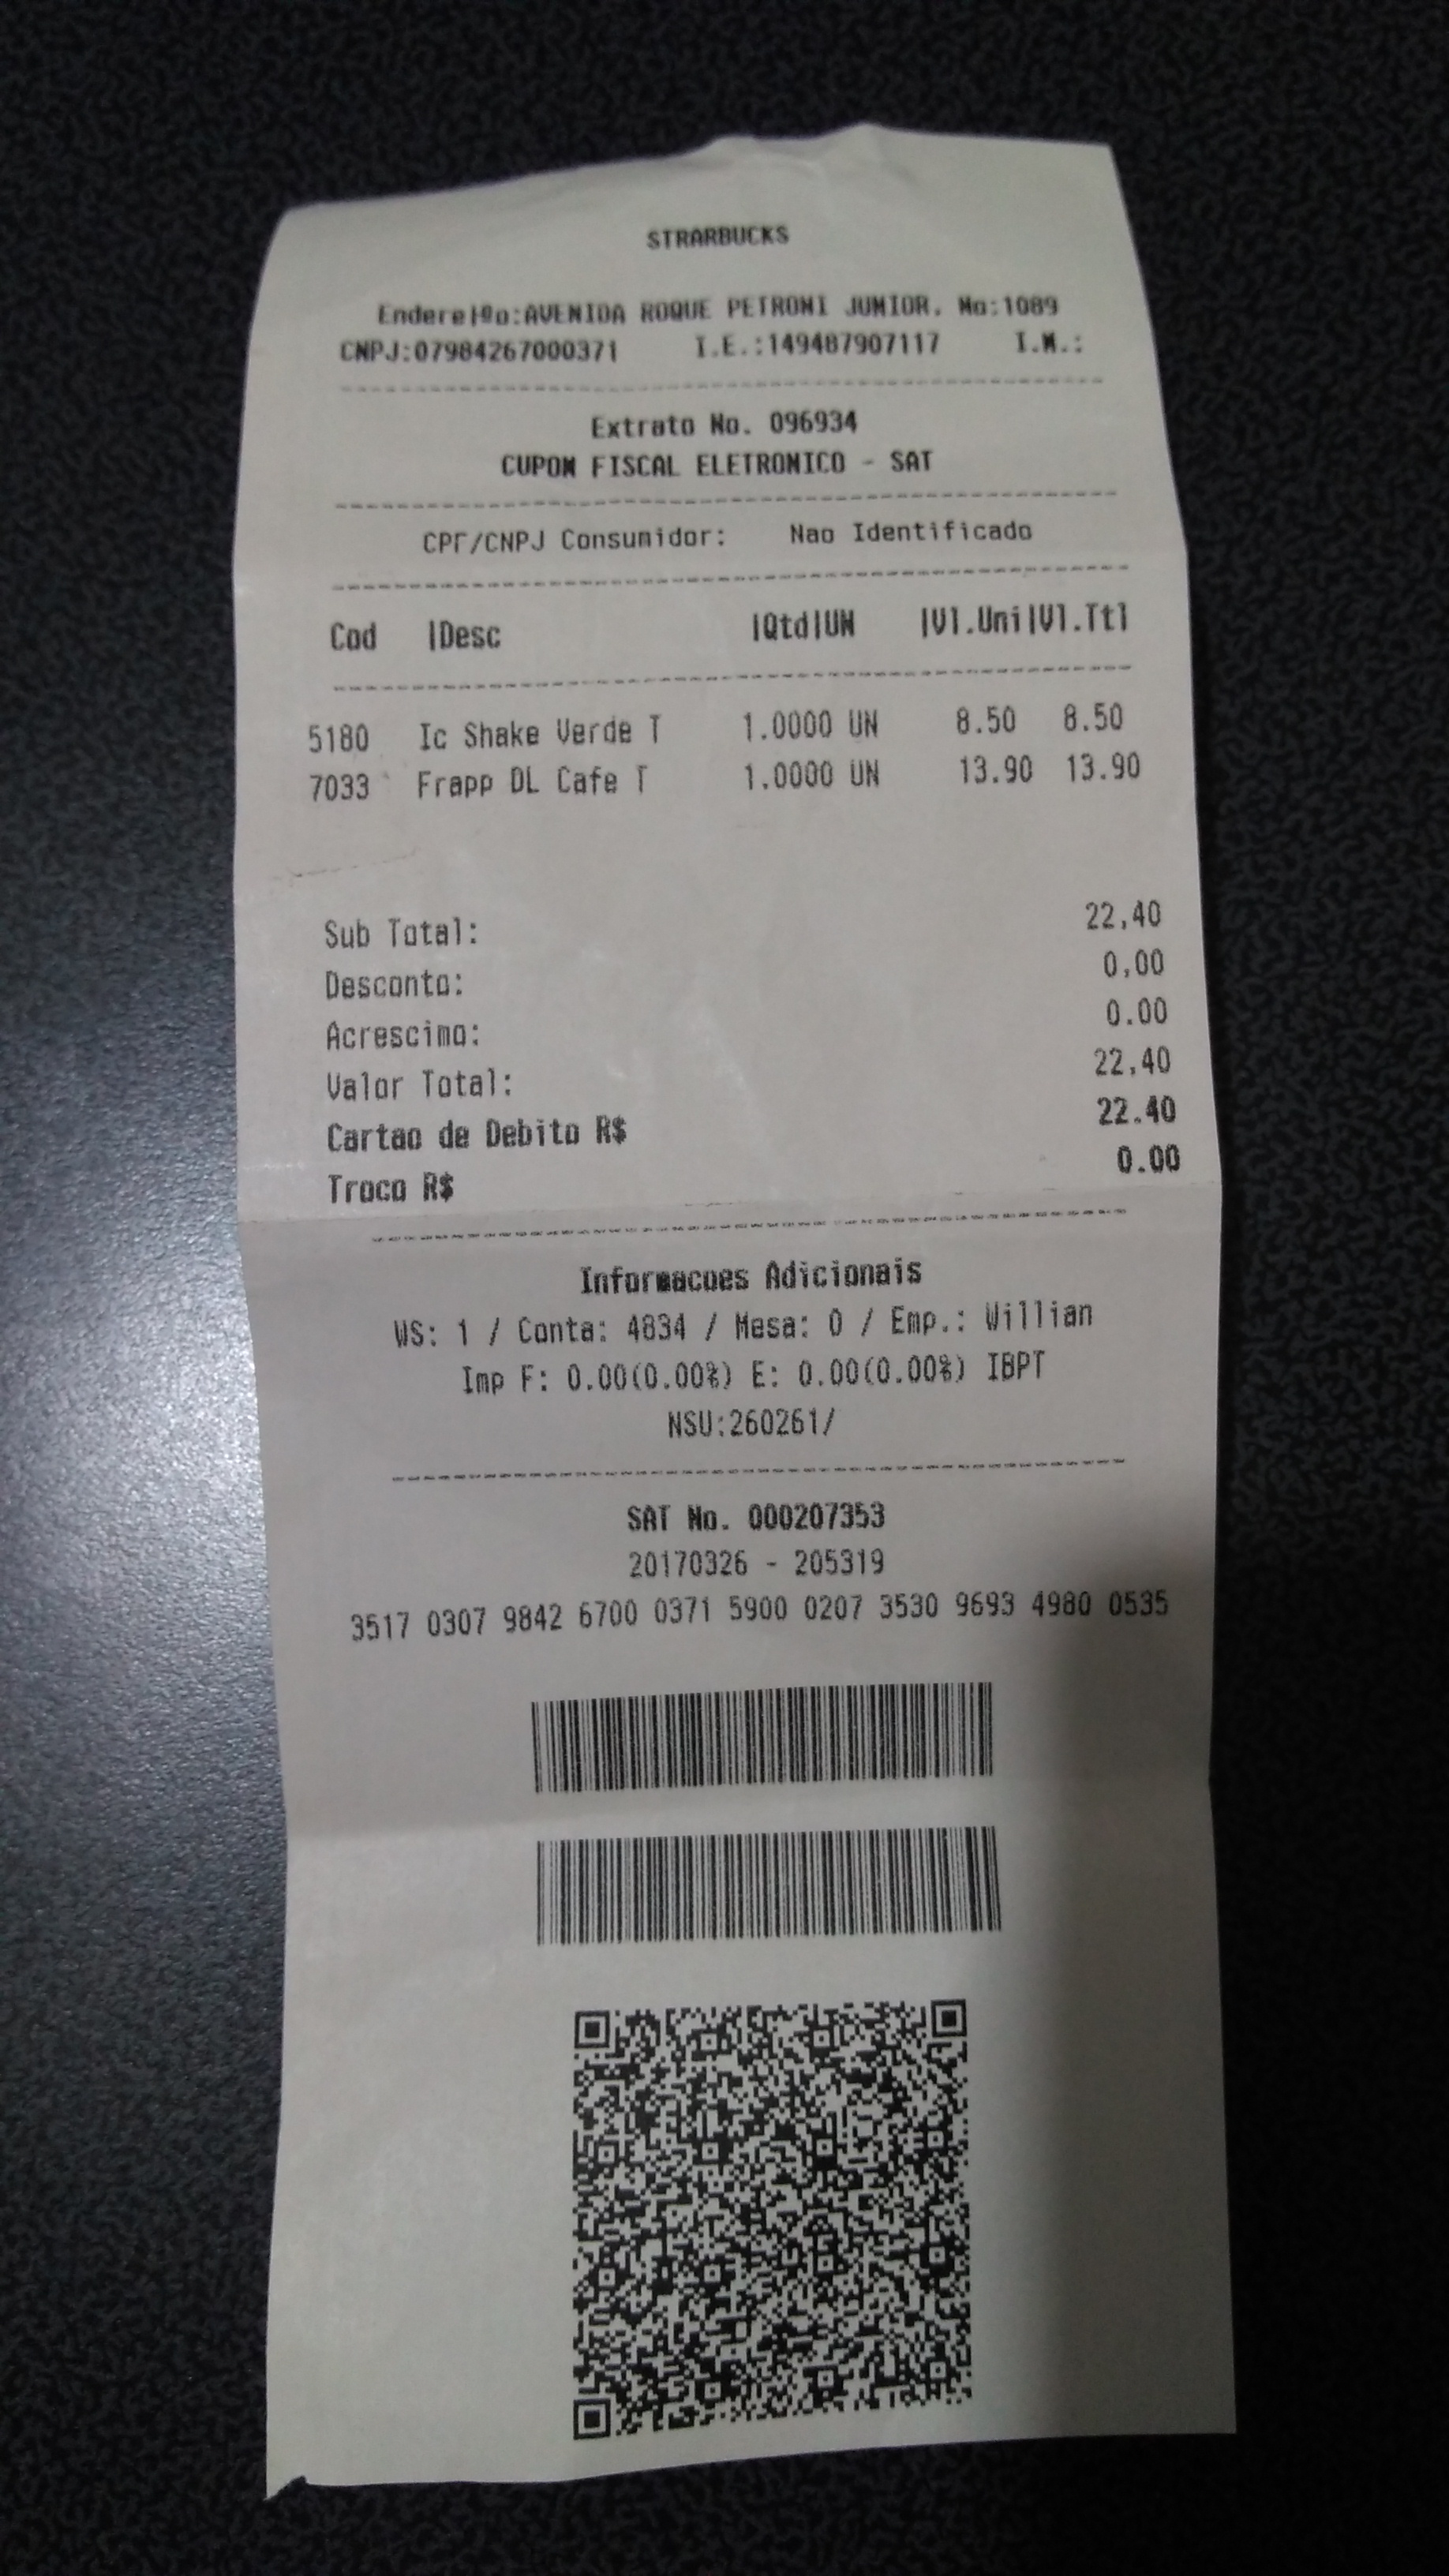 STRARBUCKS
Endere|ºo:AVENIDA ROQUE PETRONI JUNIOR, No:1089
CNPJ:07984267000371 I.E.:149487907117 I.M.:
Extrato No. 096934
CUPOM FISCAL ELETRONICO - SAT
CPF/CNPJ Consumidor: Nao Identificado
Cod |Desc |Qtd|UN |Vl.Uni|Vl.Ttl
5180 Ic Shake Verde T 1.0000 UN 8.50 8.50
7033 Frapp DL Cafe T 1.0000 UN 13.90 13.90
Sub Total: 22,40
Desconto: 0,00
Acrescimo: 0.00
Valor Total: 22,40
Cartao de Debito R$ 22.40
Troco R$ 0.00
Informacoes Adicionais
WS: 1 / Conta: 4834 / Mesa: 0 / Emp.: Willian
Imp F: 0.00(0.00%) E: 0.00(0.00%) IBPT
NSU:260261/
SAT No. 000207353
20170326 - 205319
3517 0307 9842 6700 0371 5900 0207 3530 9693 4980 0535